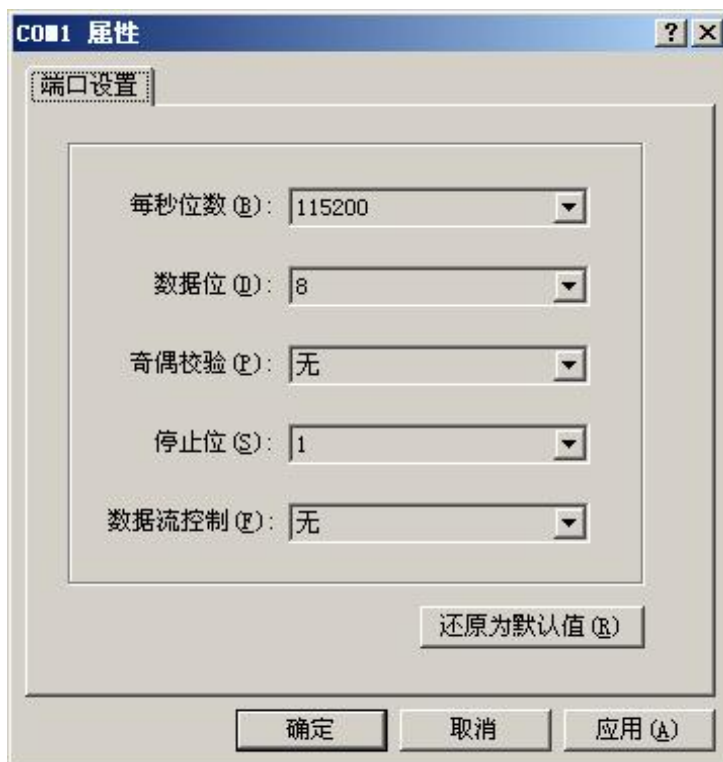 COM1 属性
端口设置
每秒位数(B): 115200
数据位(D): 8
奇偶校验(P): 无
停止位(S): 1
数据流控制(F): 无
还原为默认值(R)
确定 取消 应用(A)